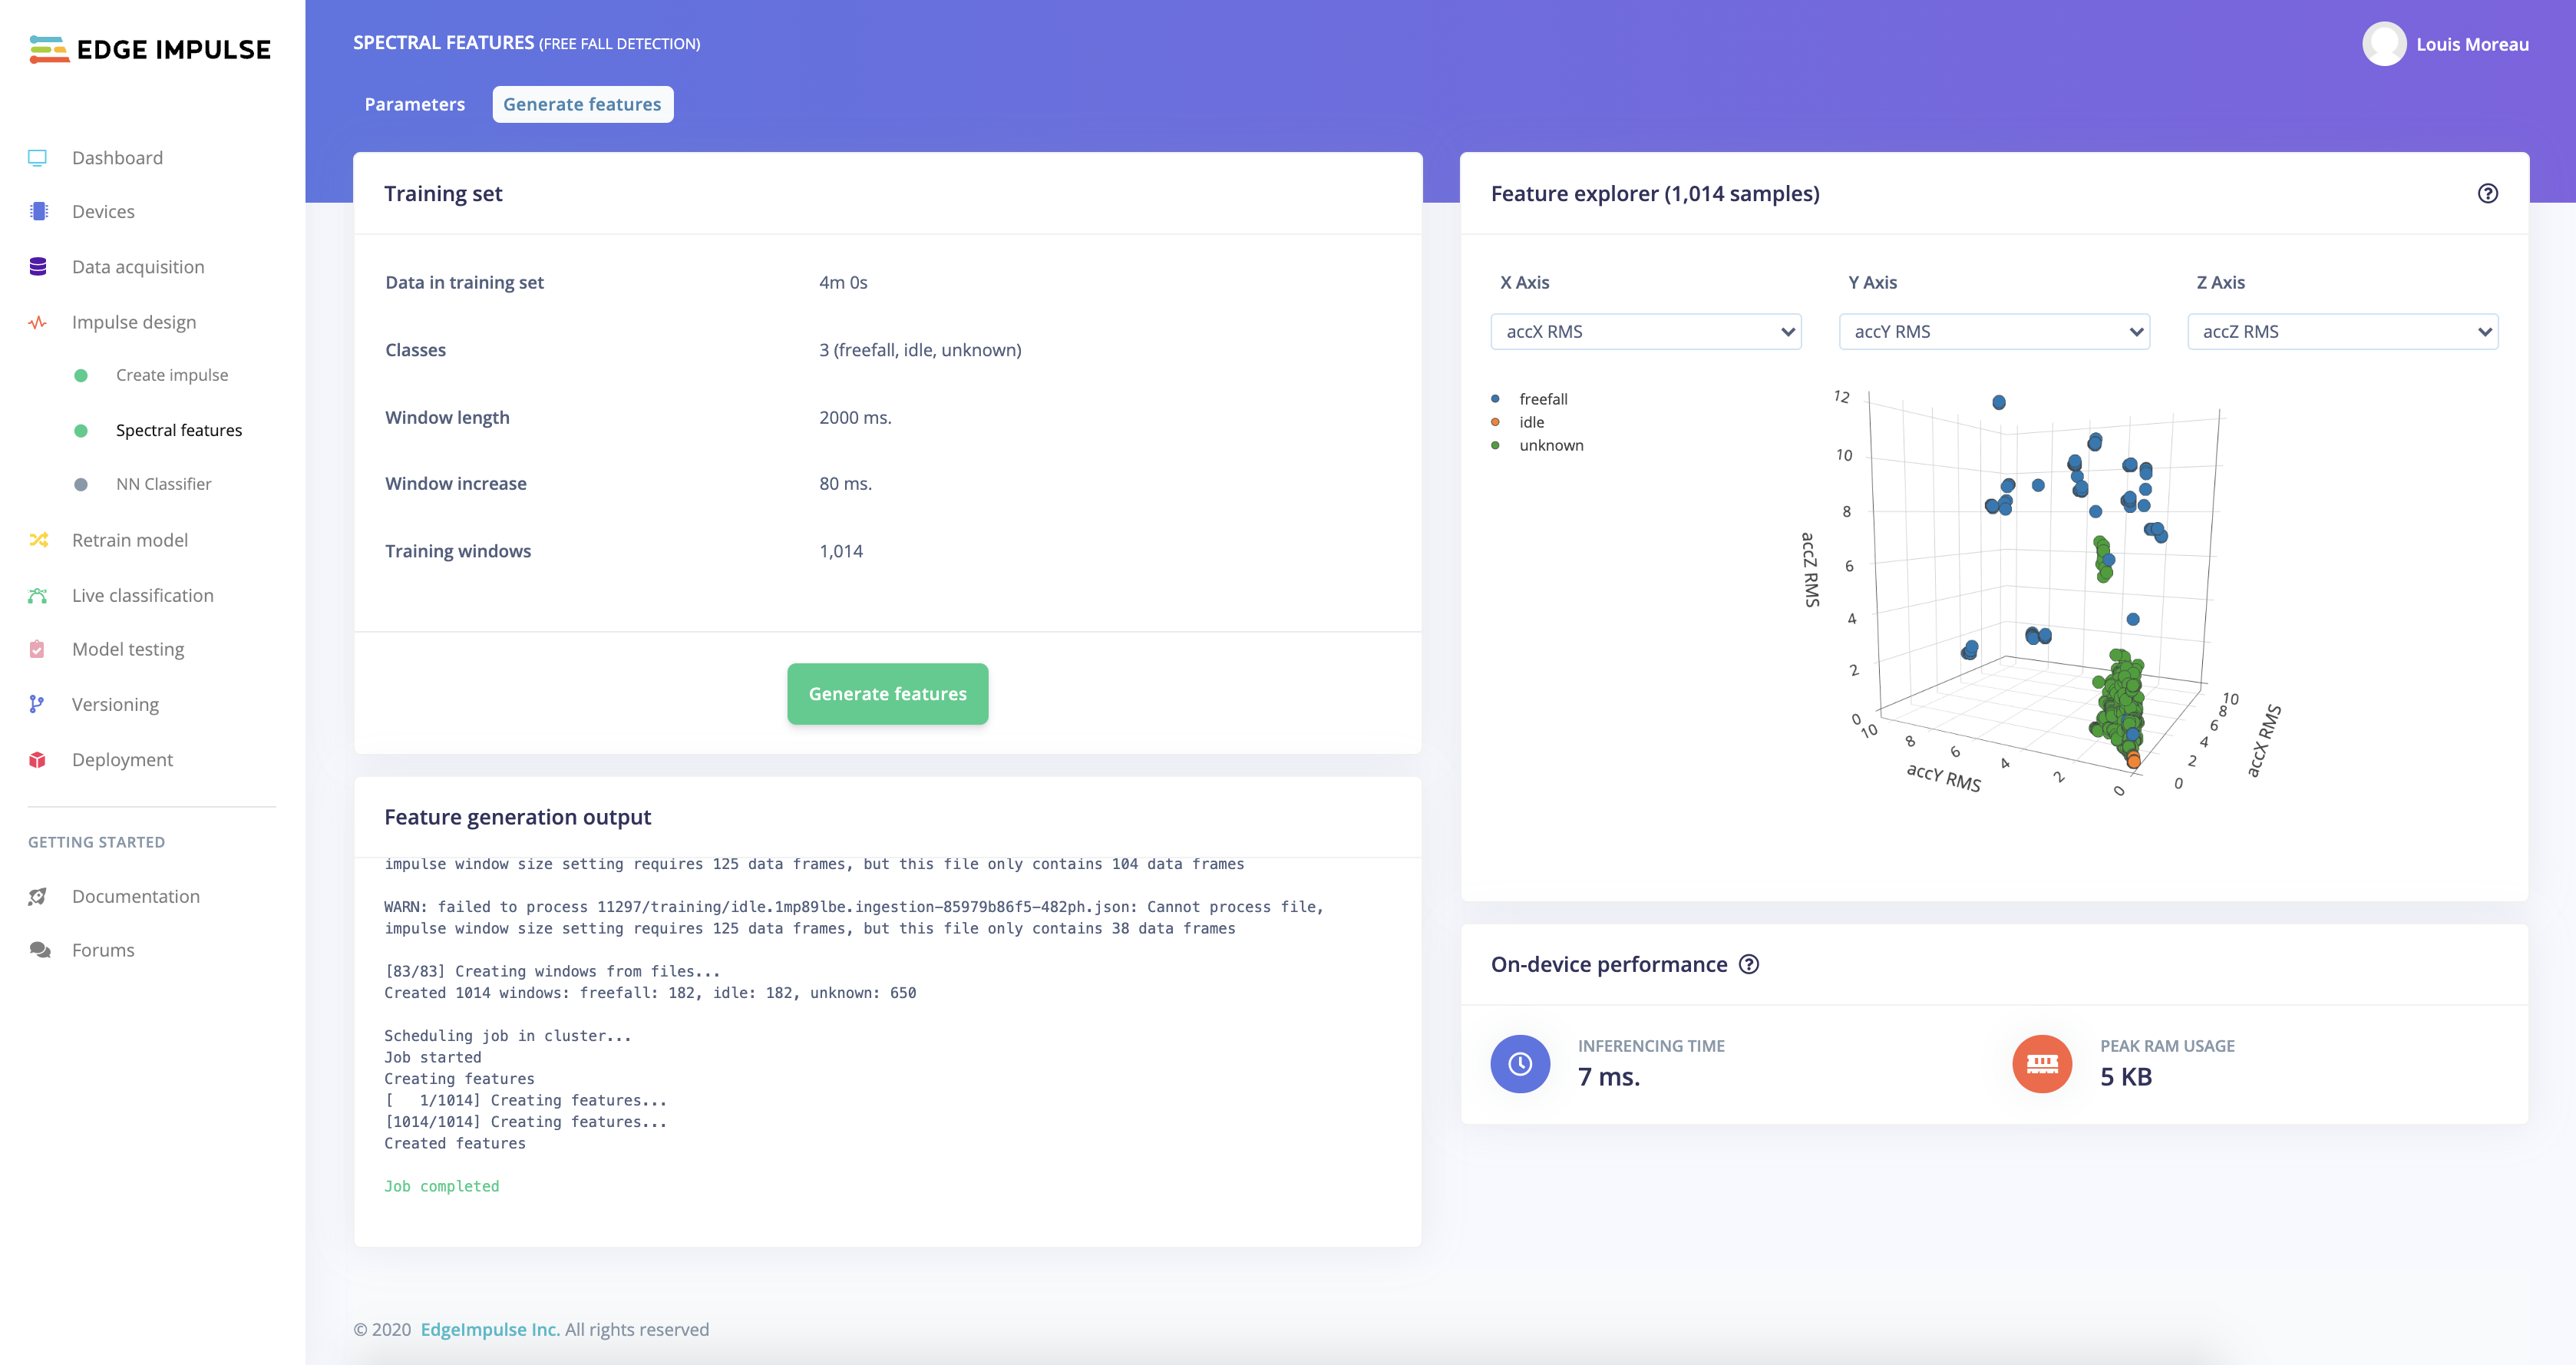 EDGE IMPULSE
Dashboard
Devices
Data acquisition
Impulse design
Create impulse
Spectral features
NN Classifier
Retrain model
Live classification
Model testing
Versioning
Deployment
GETTING STARTED
Documentation
Forums
SPECTRAL FEATURES (FREE FALL DETECTION)
Louis Moreau
Parameters
Generate features
Training set
Data in training set 4m 0s
Classes 3 (freefall, idle, unknown)
Window length 2000 ms.
Window increase 80 ms.
Training windows 1,014
Generate features
Feature generation output
impulse window size setting requires 125 data frames, but this file only contains 104 data frames
WARN: failed to process 11297/training/idle.1mp89lbe.ingestion-85979b86f5-482ph.json: Cannot process file,
impulse window size setting requires 125 data frames, but this file only contains 38 data frames
[83/83] Creating windows from files...
Created 1014 windows: freefall: 182, idle: 182, unknown: 650
Scheduling job in cluster...
Job started
Creating features
[   1/1014] Creating features...
[1014/1014] Creating features...
Created features
Job completed
Feature explorer (1,014 samples)
X Axis Y Axis Z Axis
accX RMS accY RMS accZ RMS
freefall
idle
unknown
12
10
8
6
4
2
0
accZ RMS
10
8
6
4
2
0
accY RMS
10
8
6
4
2
0
accX RMS
On-device performance
INFERENCING TIME
7 ms.
PEAK RAM USAGE
5 KB
© 2020 EdgeImpulse Inc. All rights reserved